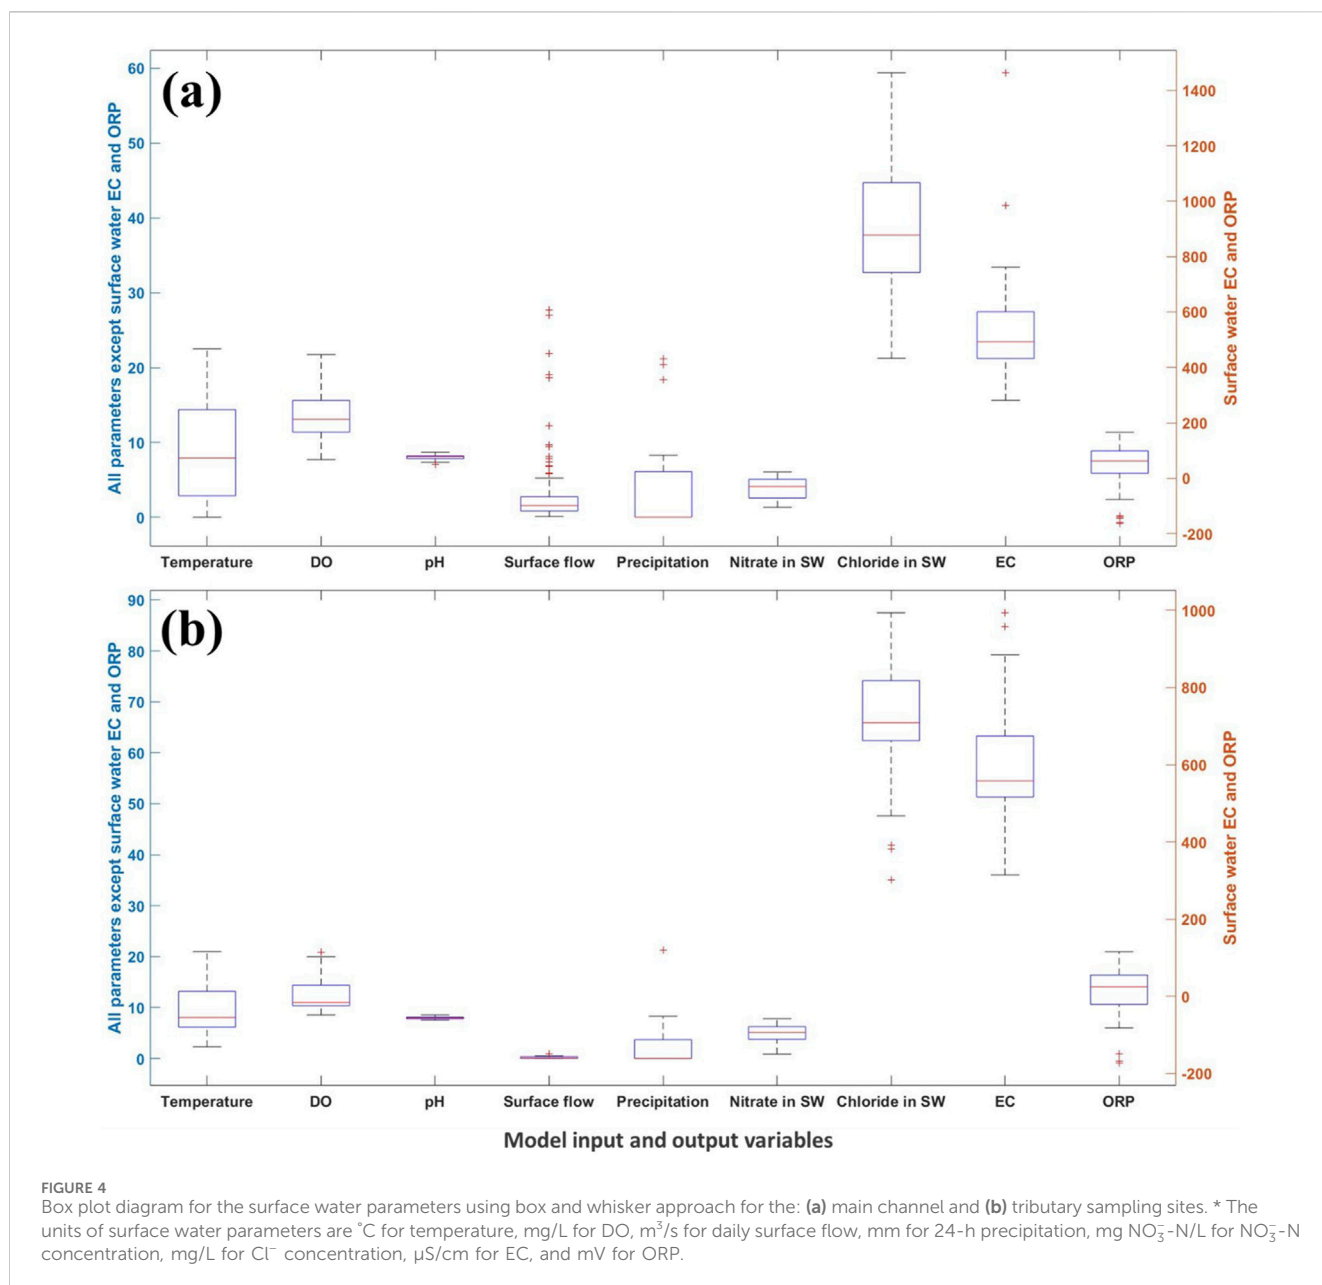 (a)
All parameters except surface water EC and ORP
60
50
40
30
20
10
0
Surface water EC and ORP
1400
1200
1000
800
600
400
200
0
-200
Temperature DO pH Surface flow Precipitation Nitrate in SW Chloride in SW EC ORP
(b)
All parameters except surface water EC and ORP
90
80
70
60
50
40
30
20
10
0
Surface water EC and ORP
1000
800
600
400
200
0
-200
Temperature DO pH Surface flow Precipitation Nitrate in SW Chloride in SW EC ORP
Model input and output variables
FIGURE 4
Box plot diagram for the surface water parameters using box and whisker approach for the: (a) main channel and (b) tributary sampling sites. * The
units of surface water parameters are °C for temperature, mg/L for DO, m³/s for daily surface flow, mm for 24-h precipitation, mg NO₃⁻-N/L for NO₃⁻-N
concentration, mg/L for Cl⁻ concentration, µS/cm for EC, and mV for ORP.